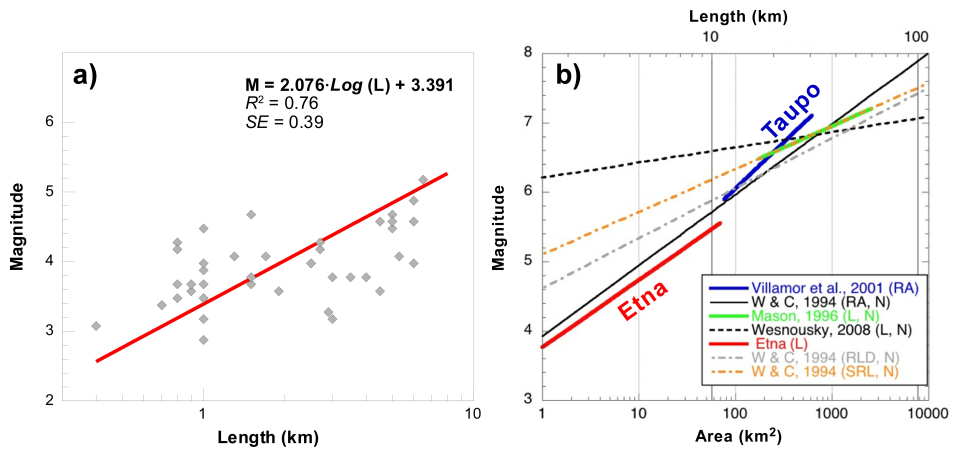 a)
M = 2.076·Log (L) + 3.391
R² = 0.76
SE = 0.39
Magnitude
6
5
4
3
2
1
10
Length (km)
b)
Length (km)
10
100
Magnitude
8
7
6
5
4
3
Taupo
Etna
Villamor et al., 2001 (RA)
W & C, 1994 (RA, N)
Mason, 1996 (L, N)
Wesnousky, 2008 (L, N)
Etna (L)
W & C, 1994 (RLD, N)
W & C, 1994 (SRL, N)
1
10
100
1000
10000
Area (km²)